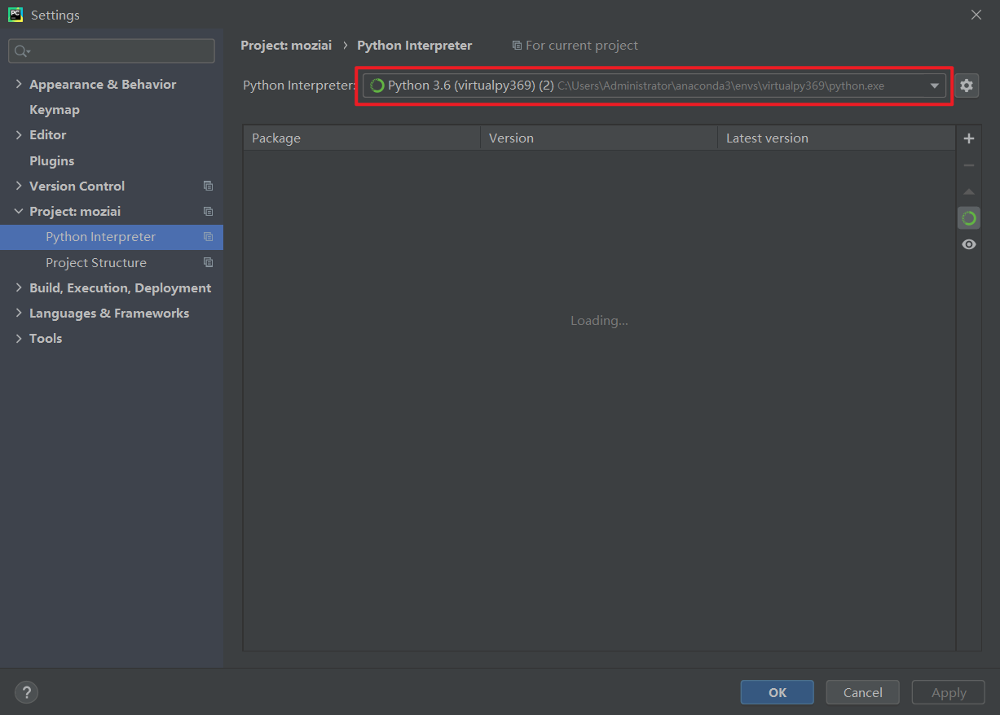 Settings
Project: moziai › Python Interpreter For current project
Python Interpreter: Python 3.6 (virtualpy369) (2) C:\Users\Administrator\anaconda3\envs\virtualpy369\python.exe
Appearance & Behavior
Keymap
Editor
Plugins
Version Control
Project: moziai
Python Interpreter
Project Structure
Build, Execution, Deployment
Languages & Frameworks
Tools
Package Version Latest version
Loading...
? OK Cancel Apply